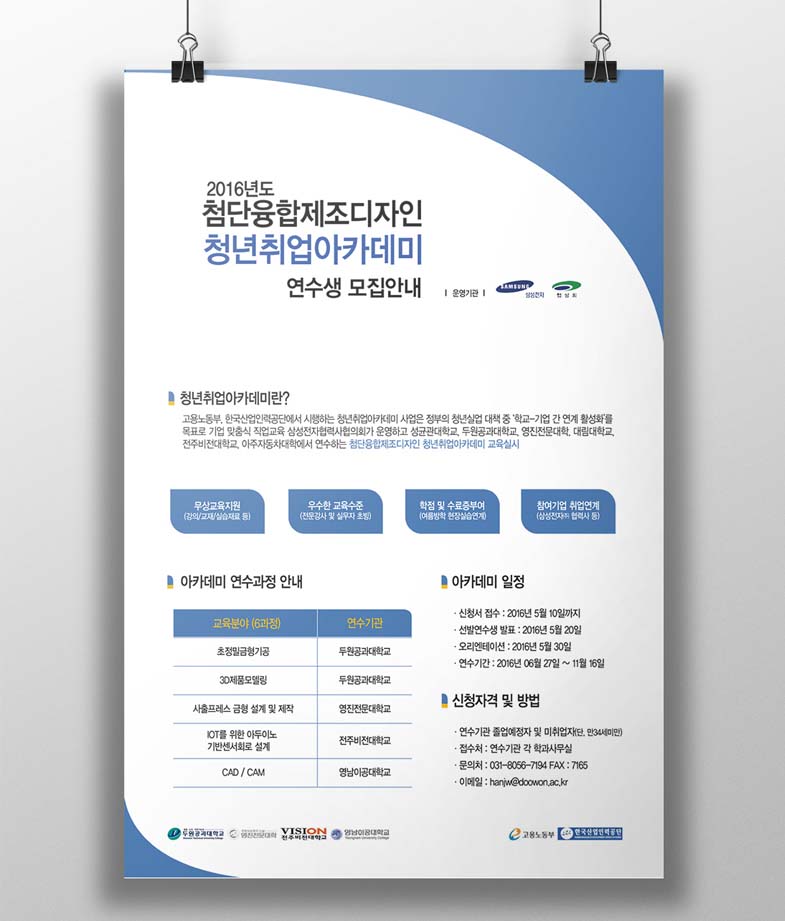 2016년도
첨단융합제조디자인
청년취업아카데미
연수생 모집안내
I 운영기관 I
SAMSUNG
삼성전자
협성회
청년취업아카데미란?
고용노동부, 한국산업인력공단에서 시행하는 청년취업아카데미 사업은 정부의 청년실업 대책 중 '학교-기업 간 연계 활성화'를
목표로 기업 맞춤식 직업교육 삼성전자협력사협의회가 운영하고 성균관대학교, 두원공과대학교, 영진전문대학, 대림대학교,
전주비전대학교, 아주자동차대학에서 연수하는 첨단융합제조디자인 청년취업아카데미 교육실시
무상교육지원
(강의/교재/실습재료 등)
우수한 교육수준
(전문강사 및 실무자 초빙)
학점 및 수료증부여
(여름방학 현장실습연계)
참여기업 취업연계
(삼성전자㈜ 협력사 등)
아카데미 연수과정 안내
교육분야 (6과정) 연수기관
초정밀금형기공 두원공과대학교
3D제품모델링 두원공과대학교
사출프레스 금형 설계 및 제작 영진전문대학교
IOT를 위한 아두이노
기반센서회로 설계 전주비전대학교
CAD / CAM 영남이공대학교
아카데미 일정
· 신청서 접수 : 2016년 5월 10일까지
· 선발연수생 발표 : 2016년 5월 20일
· 오리엔테이션 : 2016년 5월 30일
· 연수기간 : 2016년 06월 27일 ~ 11월 16일
신청자격 및 방법
· 연수기관 졸업예정자 및 미취업자(단, 만34세미만)
· 접수처 : 연수기관 각 학과사무실
· 문의처 : 031-8056-7194 FAX : 7165
· 이메일 : hanjw@doowon.ac.kr
두원공과대학교
영진전문대학
VISION
전주비전대학교
영남이공대학교
Yeungnam University College
고용노동부
한국산업인력공단